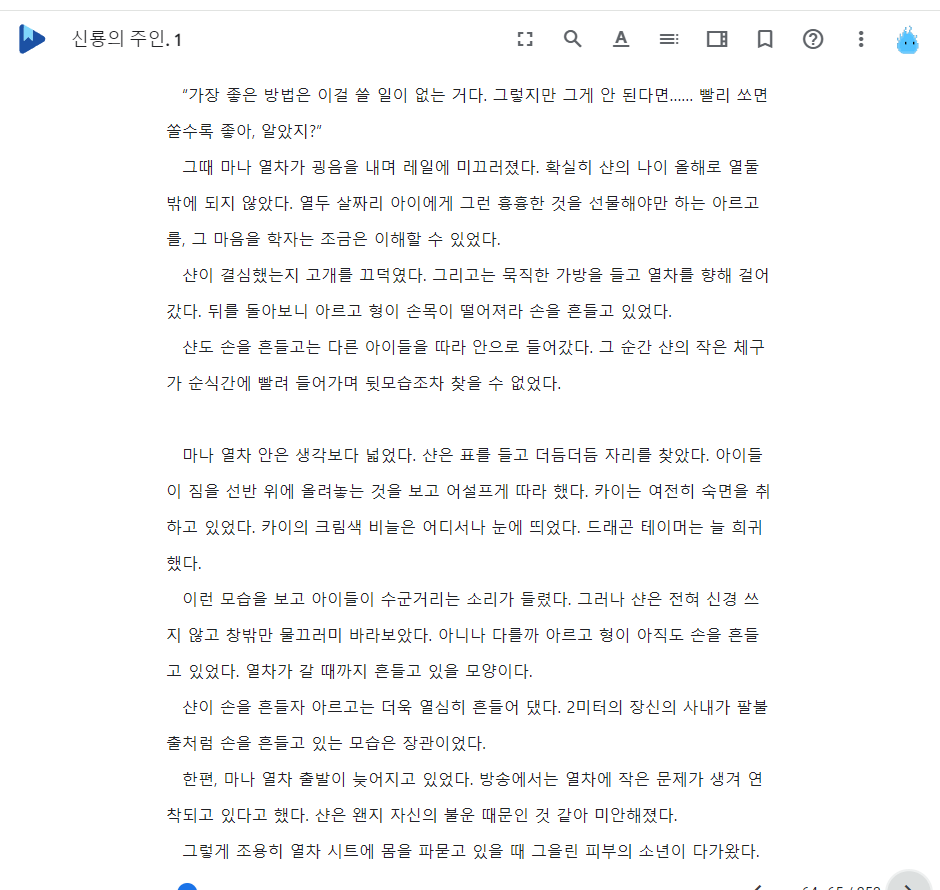 신룡의 주인. 1
“가장 좋은 방법은 이걸 쓸 일이 없는 거다. 그렇지만 그게 안 된다면…… 빨리 쏘면
쏠수록 좋아, 알았지?”
그때 마나 열차가 굉음을 내며 레일에 미끄러졌다. 확실히 샨의 나이 올해로 열둘
밖에 되지 않았다. 열두 살짜리 아이에게 그런 흉흉한 것을 선물해야만 하는 아르고
를, 그 마음을 학자는 조금은 이해할 수 있었다.
샨이 결심했는지 고개를 끄덕였다. 그리고는 묵직한 가방을 들고 열차를 향해 걸어
갔다. 뒤를 돌아보니 아르고 형이 손목이 떨어져라 손을 흔들고 있었다.
샨도 손을 흔들고는 다른 아이들을 따라 안으로 들어갔다. 그 순간 샨의 작은 체구
가 순식간에 빨려 들어가며 뒷모습조차 찾을 수 없었다.
마나 열차 안은 생각보다 넓었다. 샨은 표를 들고 더듬더듬 자리를 찾았다. 아이들
이 짐을 선반 위에 올려놓는 것을 보고 어설프게 따라 했다. 카이는 여전히 숙면을 취
하고 있었다. 카이의 크림색 비늘은 어디서나 눈에 띄었다. 드래곤 테이머는 늘 희귀
했다.
이런 모습을 보고 아이들이 수군거리는 소리가 들렸다. 그러나 샨은 전혀 신경 쓰
지 않고 창밖만 물끄러미 바라보았다. 아니나 다를까 아르고 형이 아직도 손을 흔들
고 있었다. 열차가 갈 때까지 흔들고 있을 모양이다.
샨이 손을 흔들자 아르고는 더욱 열심히 흔들어 댔다. 2미터의 장신의 사내가 팔불
출처럼 손을 흔들고 있는 모습은 장관이었다.
한편, 마나 열차 출발이 늦어지고 있었다. 방송에서는 열차에 작은 문제가 생겨 연
착되고 있다고 했다. 샨은 왠지 자신의 불운 때문인 것 같아 미안해졌다.
그렇게 조용히 열차 시트에 몸을 파묻고 있을 때 그을린 피부의 소년이 다가왔다.